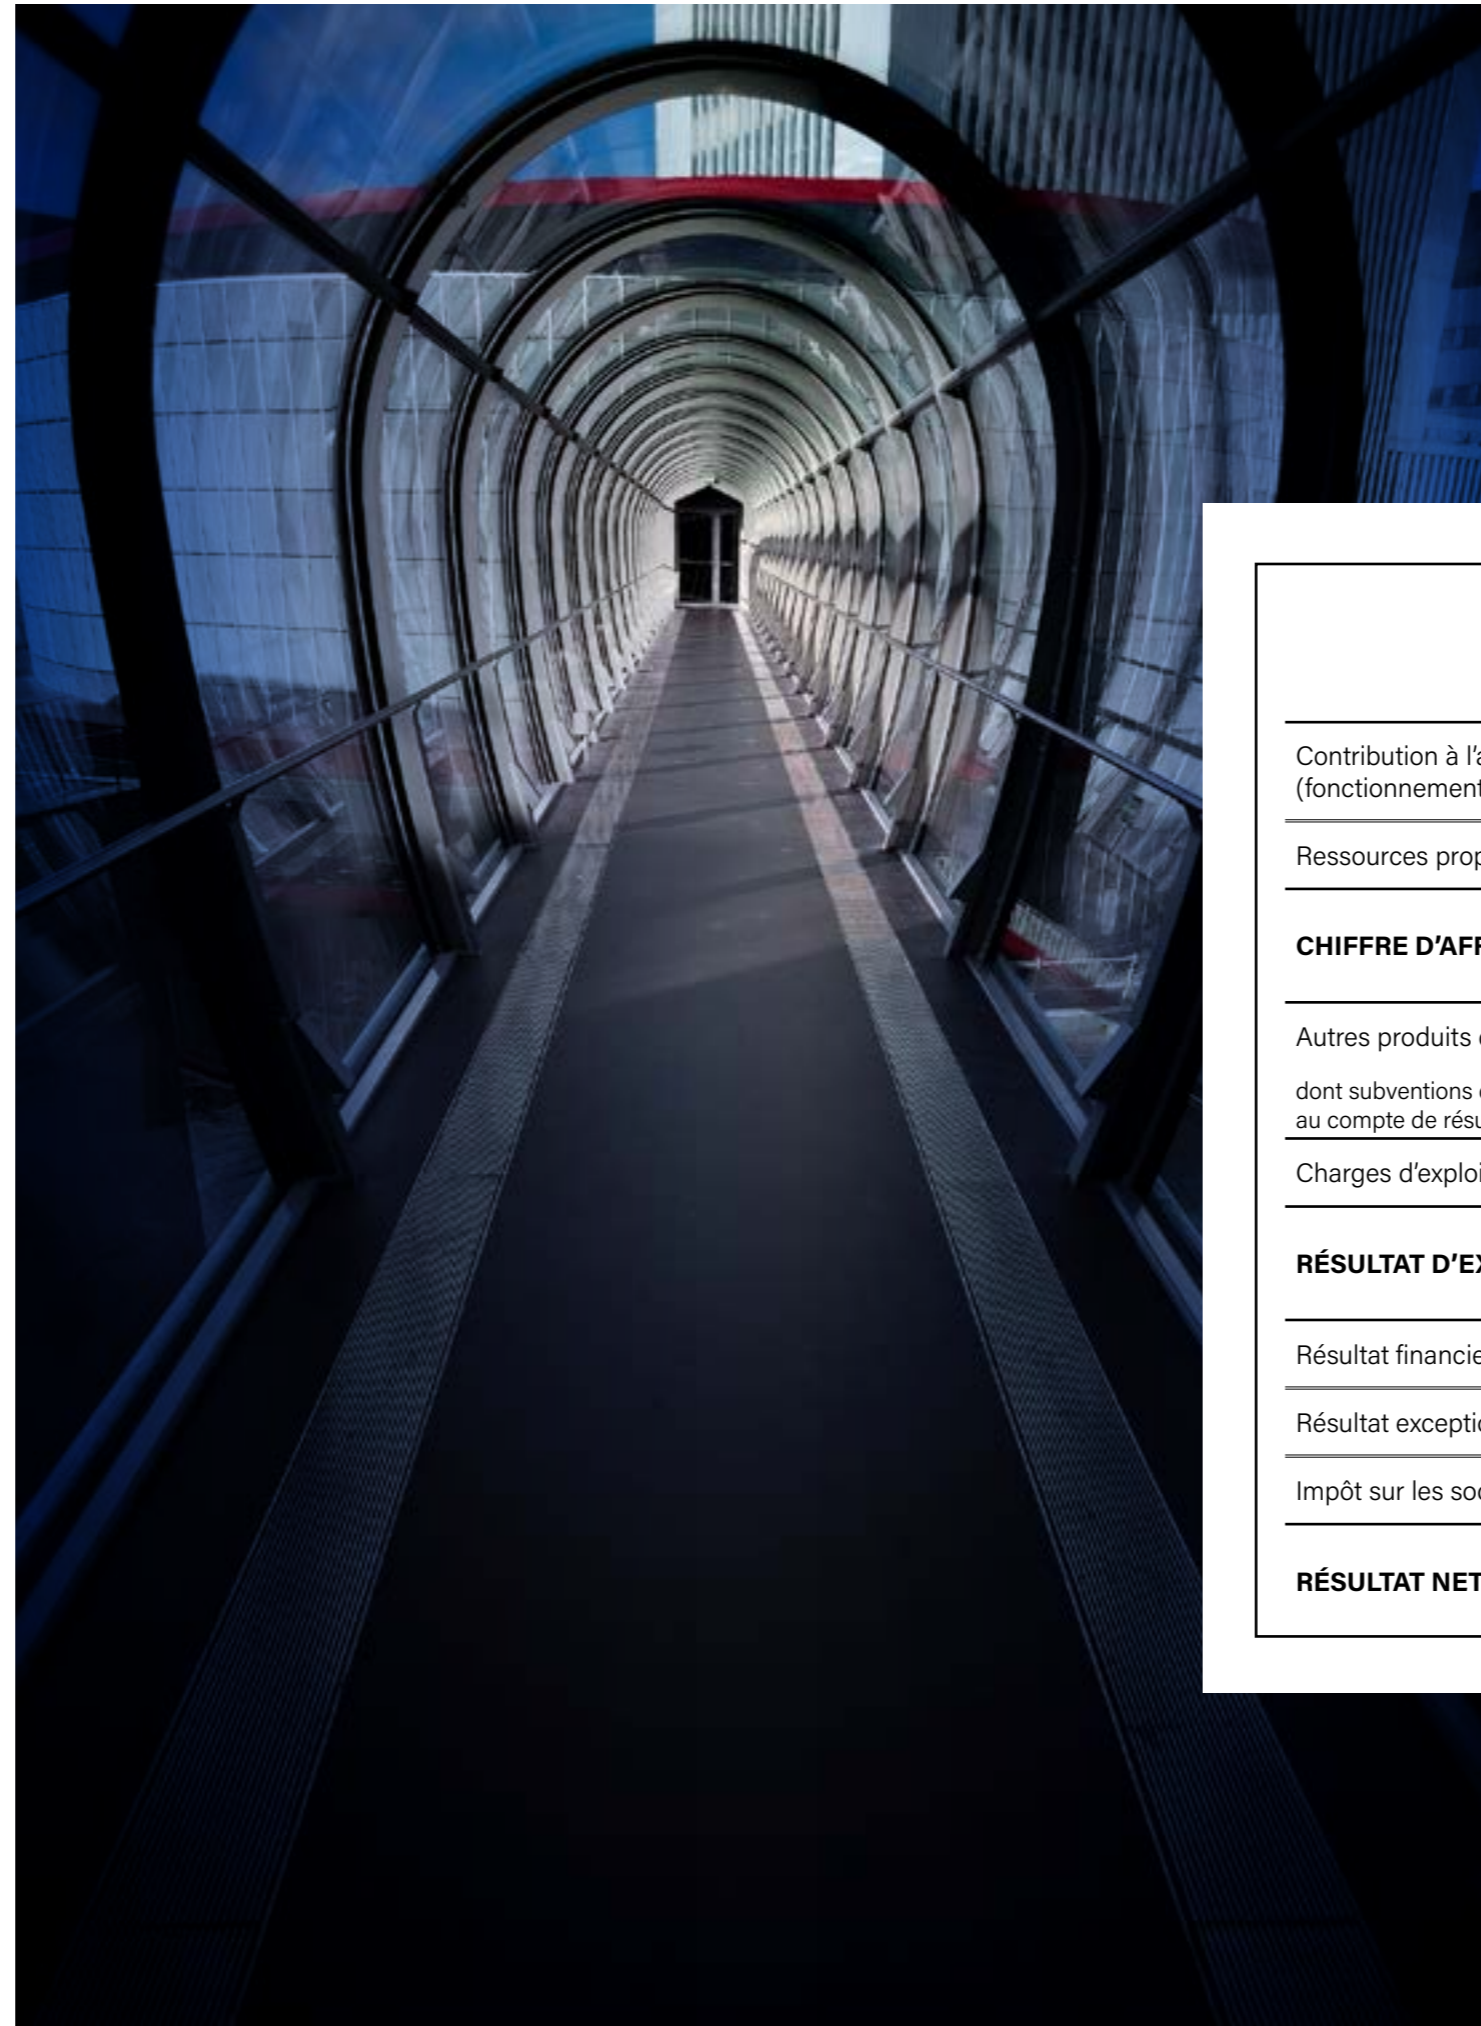 Contribution à l'a
(fonctionnement
Ressources prop
CHIFFRE D'AFF
Autres produits
dont subventions
au compte de résu
Charges d'exploi
RÉSULTAT D'EX
Résultat financie
Résultat exceptio
Impôt sur les soc
RÉSULTAT NET